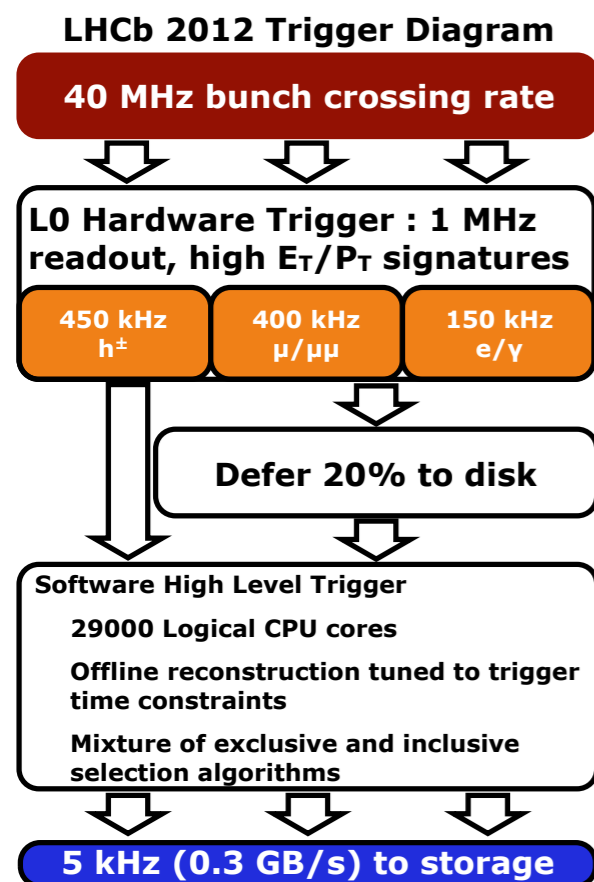 LHCb 2012 Trigger Diagram
40 MHz bunch crossing rate
L0 Hardware Trigger : 1 MHz
readout, high E_T/P_T signatures
450 kHz
h±
400 kHz
µ/µµ
150 kHz
e/γ
Defer 20% to disk
Software High Level Trigger
29000 Logical CPU cores
Offline reconstruction tuned to trigger
time constraints
Mixture of exclusive and inclusive
selection algorithms
5 kHz (0.3 GB/s) to storage